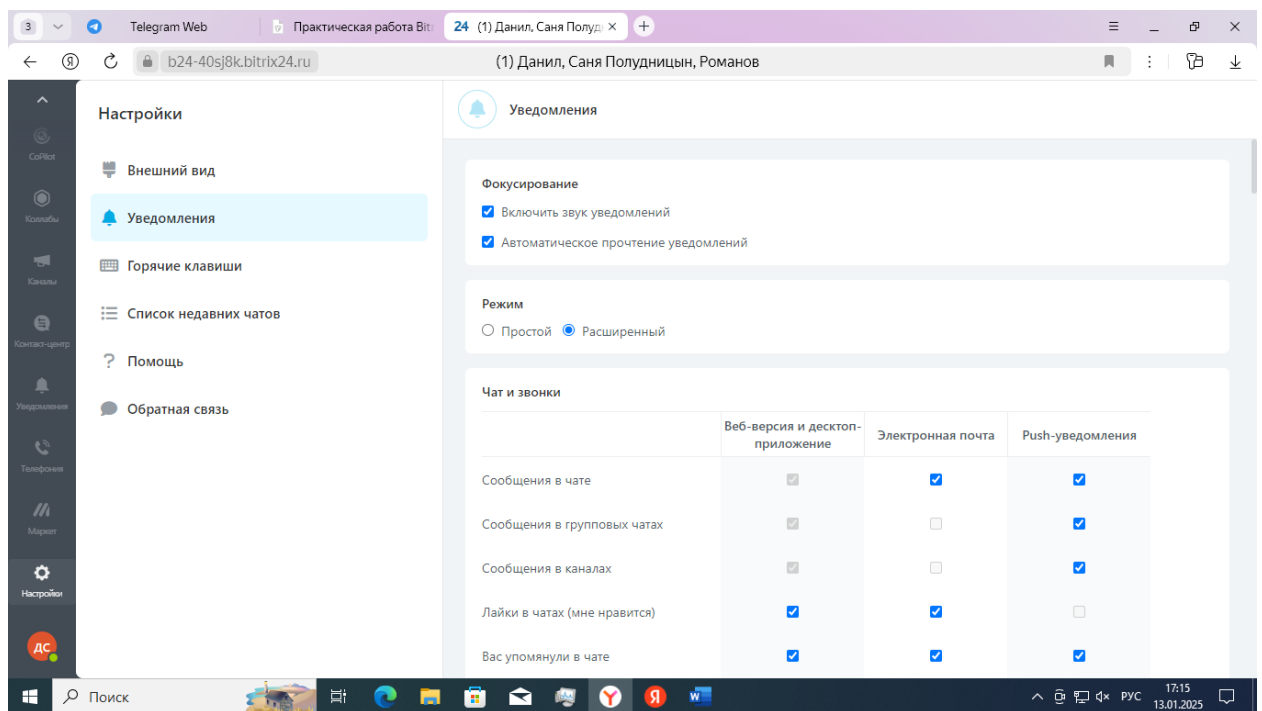 3
Telegram Web
Практическая работа Bit
24 (1) Данил, Саня Полуд
b24-40sj8k.bitrix24.ru
(1) Данил, Саня Полудницын, Романов
CoPilot
Коллабы
Каналы
Контакт-центр
Уведомления
Телефония
Маркет
Настройки
ДС
Настройки
Внешний вид
Уведомления
Горячие клавиши
Список недавних чатов
Помощь
Обратная связь
Уведомления
Фокусирование
Включить звук уведомлений
Автоматическое прочтение уведомлений
Режим
Простой Расширенный
Чат и звонки
Веб-версия и десктоп-
приложение
Электронная почта
Push-уведомления
Сообщения в чате
Сообщения в групповых чатах
Сообщения в каналах
Лайки в чатах (мне нравится)
Вас упомянули в чате
Поиск
РУС
17:15
13.01.2025